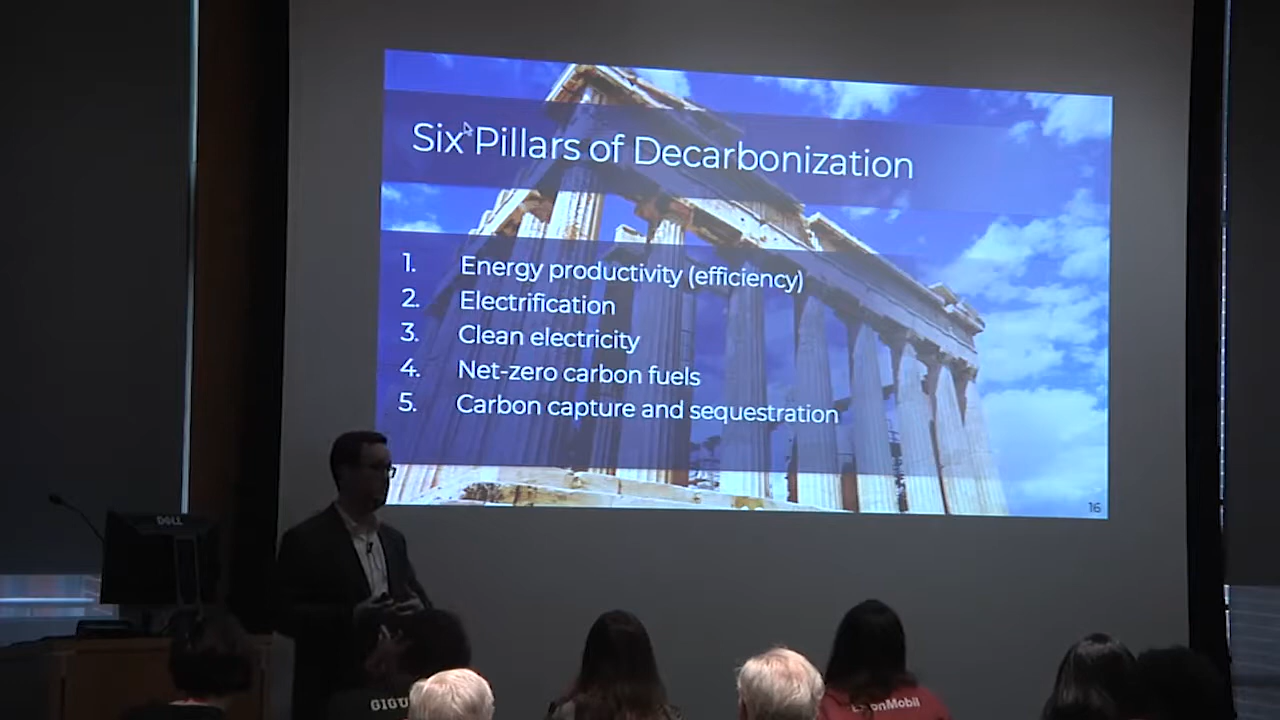 Six Pillars of Decarbonization
1. Energy productivity (efficiency)
2. Electrification
3. Clean electricity
4. Net-zero carbon fuels
5. Carbon capture and sequestration
16
DELL